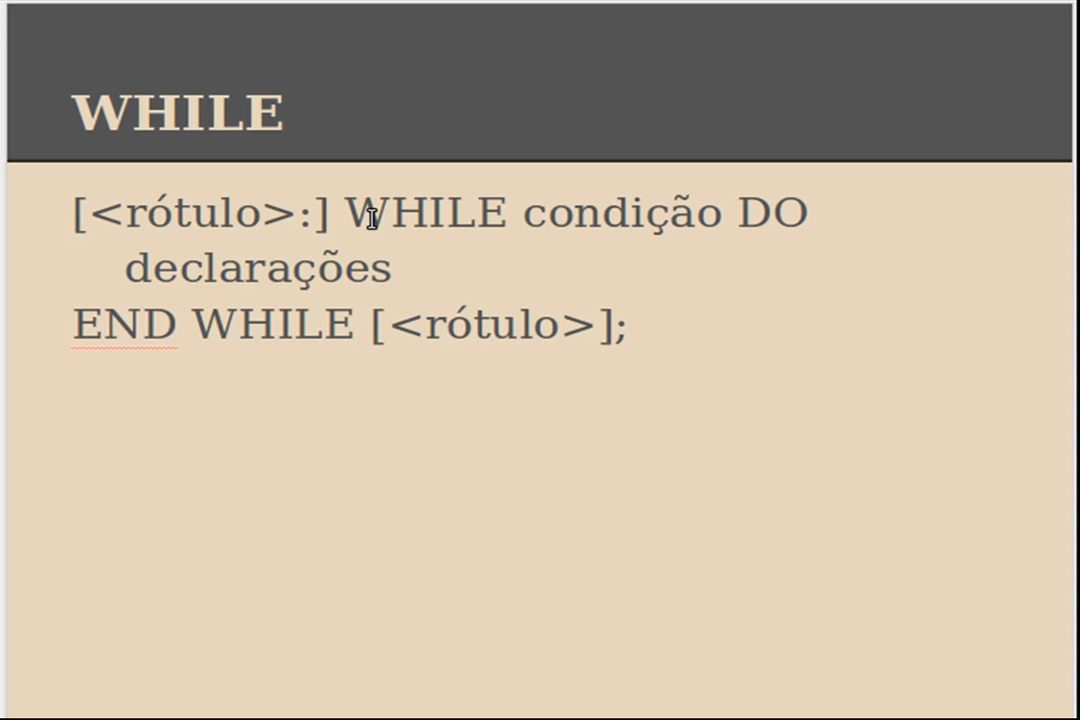 WHILE
[<rótulo>:] WHILE condição DO
declarações
END WHILE [<rótulo>];